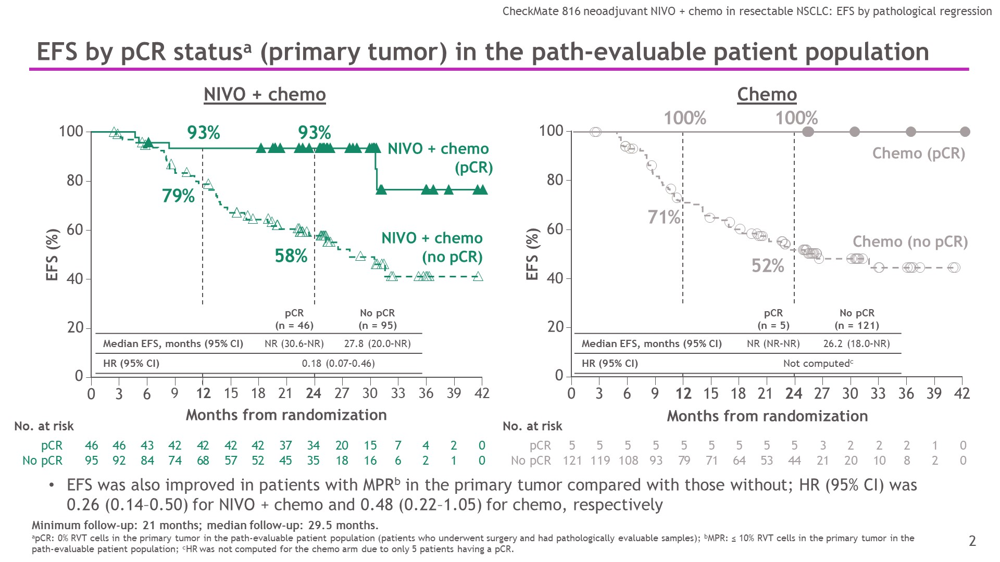 CheckMate 816 neoadjuvant NIVO + chemo in resectable NSCLC: EFS by pathological regression
EFS by pCR statusᵃ (primary tumor) in the path-evaluable patient population
NIVO + chemo
EFS (%)
100
80
60
40
20
0
93%
93%
79%
58%
NIVO + chemo
(pCR)
NIVO + chemo
(no pCR)
pCR No pCR
(n = 46) (n = 95)
Median EFS, months (95% CI) NR (30.6–NR) 27.8 (20.0–NR)
HR (95% CI) 0.18 (0.07–0.46)
0 3 6 9 12 15 18 21 24 27 30 33 36 39 42
Months from randomization
No. at risk
pCR 46 46 43 42 42 42 42 37 34 20 15 7 4 2 0
No pCR 95 92 84 74 68 57 52 45 35 18 16 6 2 1 0
Chemo
EFS (%)
100
80
60
40
20
0
100%
100%
71%
52%
Chemo (pCR)
Chemo (no pCR)
pCR No pCR
(n = 5) (n = 121)
Median EFS, months (95% CI) NR (NR–NR) 26.2 (18.0–NR)
HR (95% CI) Not computedᶜ
0 3 6 9 12 15 18 21 24 27 30 33 36 39 42
Months from randomization
No. at risk
pCR 5 5 5 5 5 5 5 5 5 3 2 2 2 1 0
No pCR 121 119 108 93 79 71 64 53 44 21 20 10 8 2 0
• EFS was also improved in patients with MPRᵇ in the primary tumor compared with those without; HR (95% CI) was
0.26 (0.14–0.50) for NIVO + chemo and 0.48 (0.22–1.05) for chemo, respectively
Minimum follow-up: 21 months; median follow-up: 29.5 months.
ᵃpCR: 0% RVT cells in the primary tumor in the path-evaluable patient population (patients who underwent surgery and had pathologically evaluable samples); ᵇMPR: ≤ 10% RVT cells in the primary tumor in the
path-evaluable patient population; ᶜHR was not computed for the chemo arm due to only 5 patients having a pCR.
2